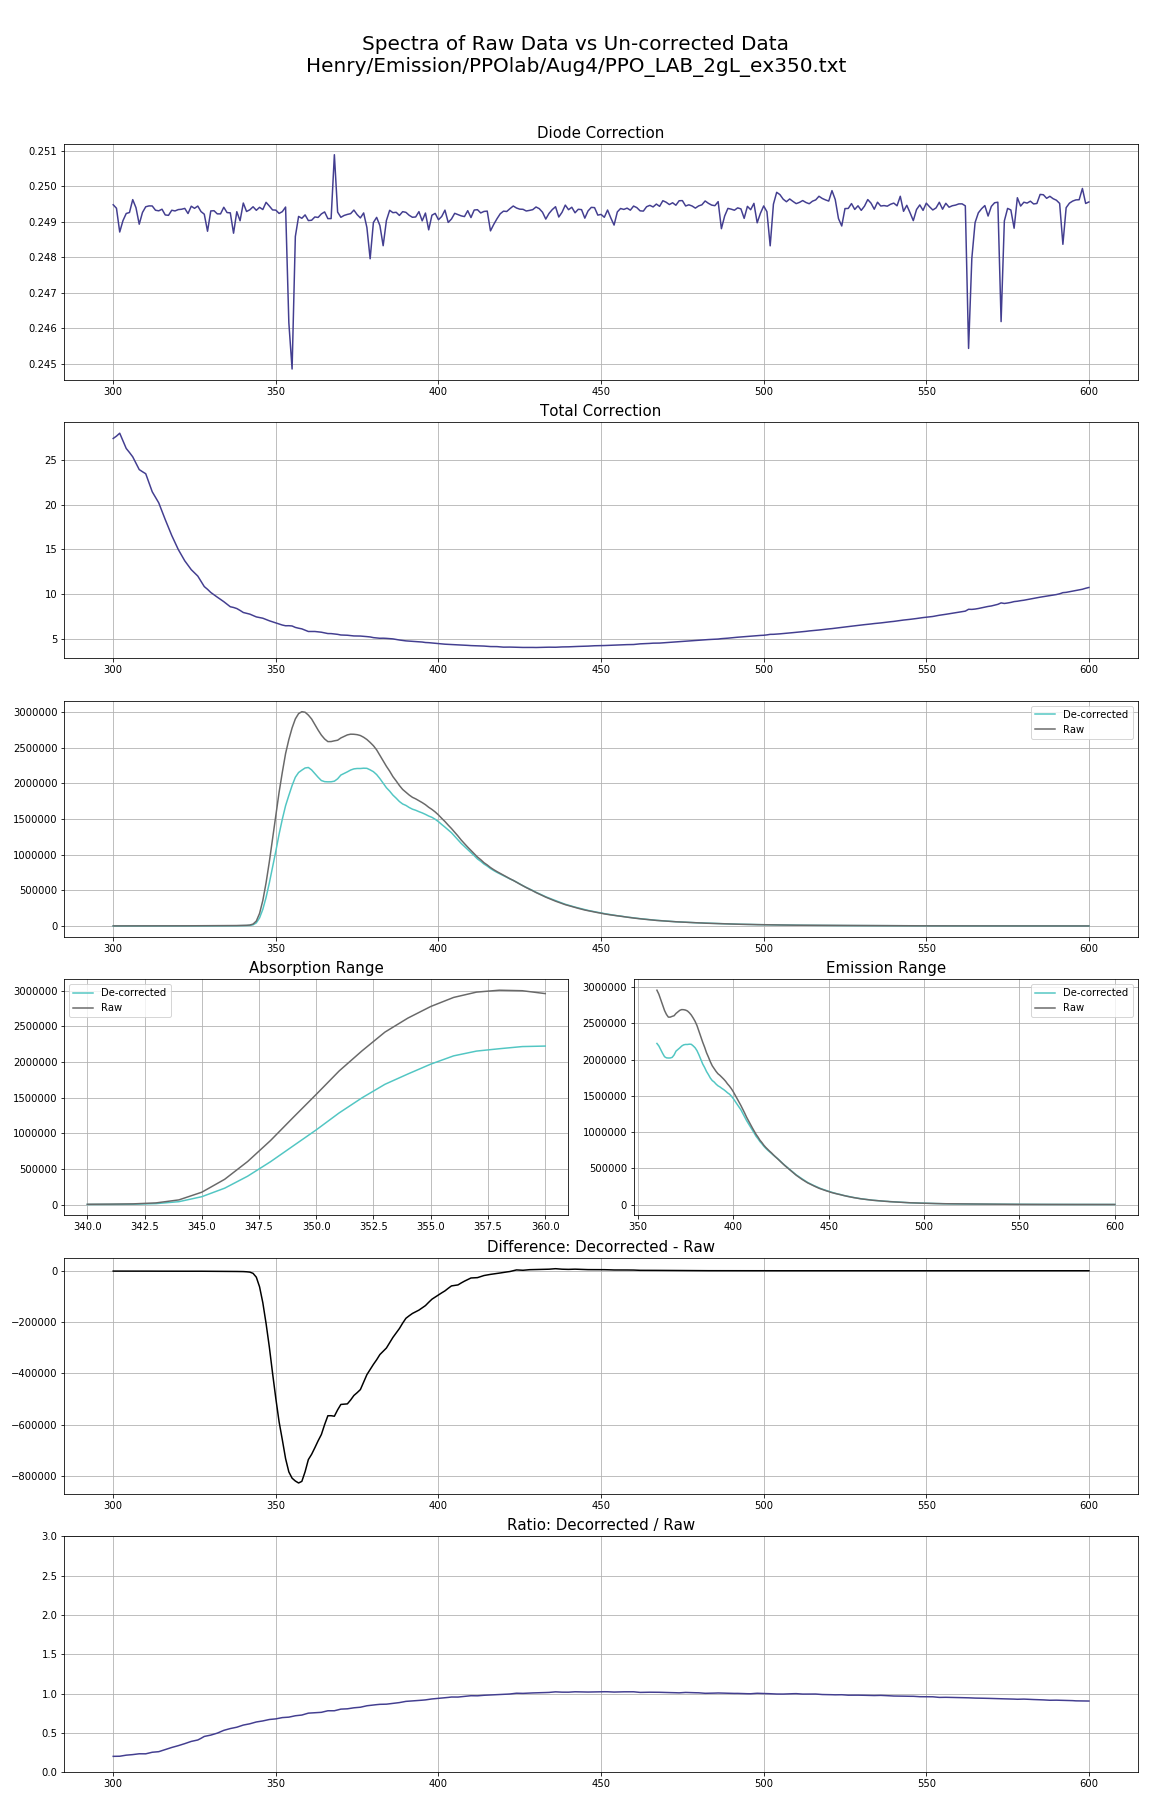 Spectra of Raw Data vs Un-corrected Data
Henry/Emission/PPOlab/Aug4/PPO_LAB_2gL_ex350.txt
Diode Correction
0.251
0.250
0.249
0.248
0.247
0.246
0.245
300 350 400 450 500 550 600
Total Correction
25
20
15
10
5
300 350 400 450 500 550 600
3000000
2500000
2000000
1500000
1000000
500000
0
De-corrected
Raw
300 350 400 450 500 550 600
Absorption Range
3000000
2500000
2000000
1500000
1000000
500000
0
De-corrected
Raw
340.0 342.5 345.0 347.5 350.0 352.5 355.0 357.5 360.0
Emission Range
3000000
2500000
2000000
1500000
1000000
500000
0
De-corrected
Raw
350 400 450 500 550 600
Difference: Decorrected - Raw
0
−200000
−400000
−600000
−800000
300 350 400 450 500 550 600
Ratio: Decorrected / Raw
3.0
2.5
2.0
1.5
1.0
0.5
0.0
300 350 400 450 500 550 600